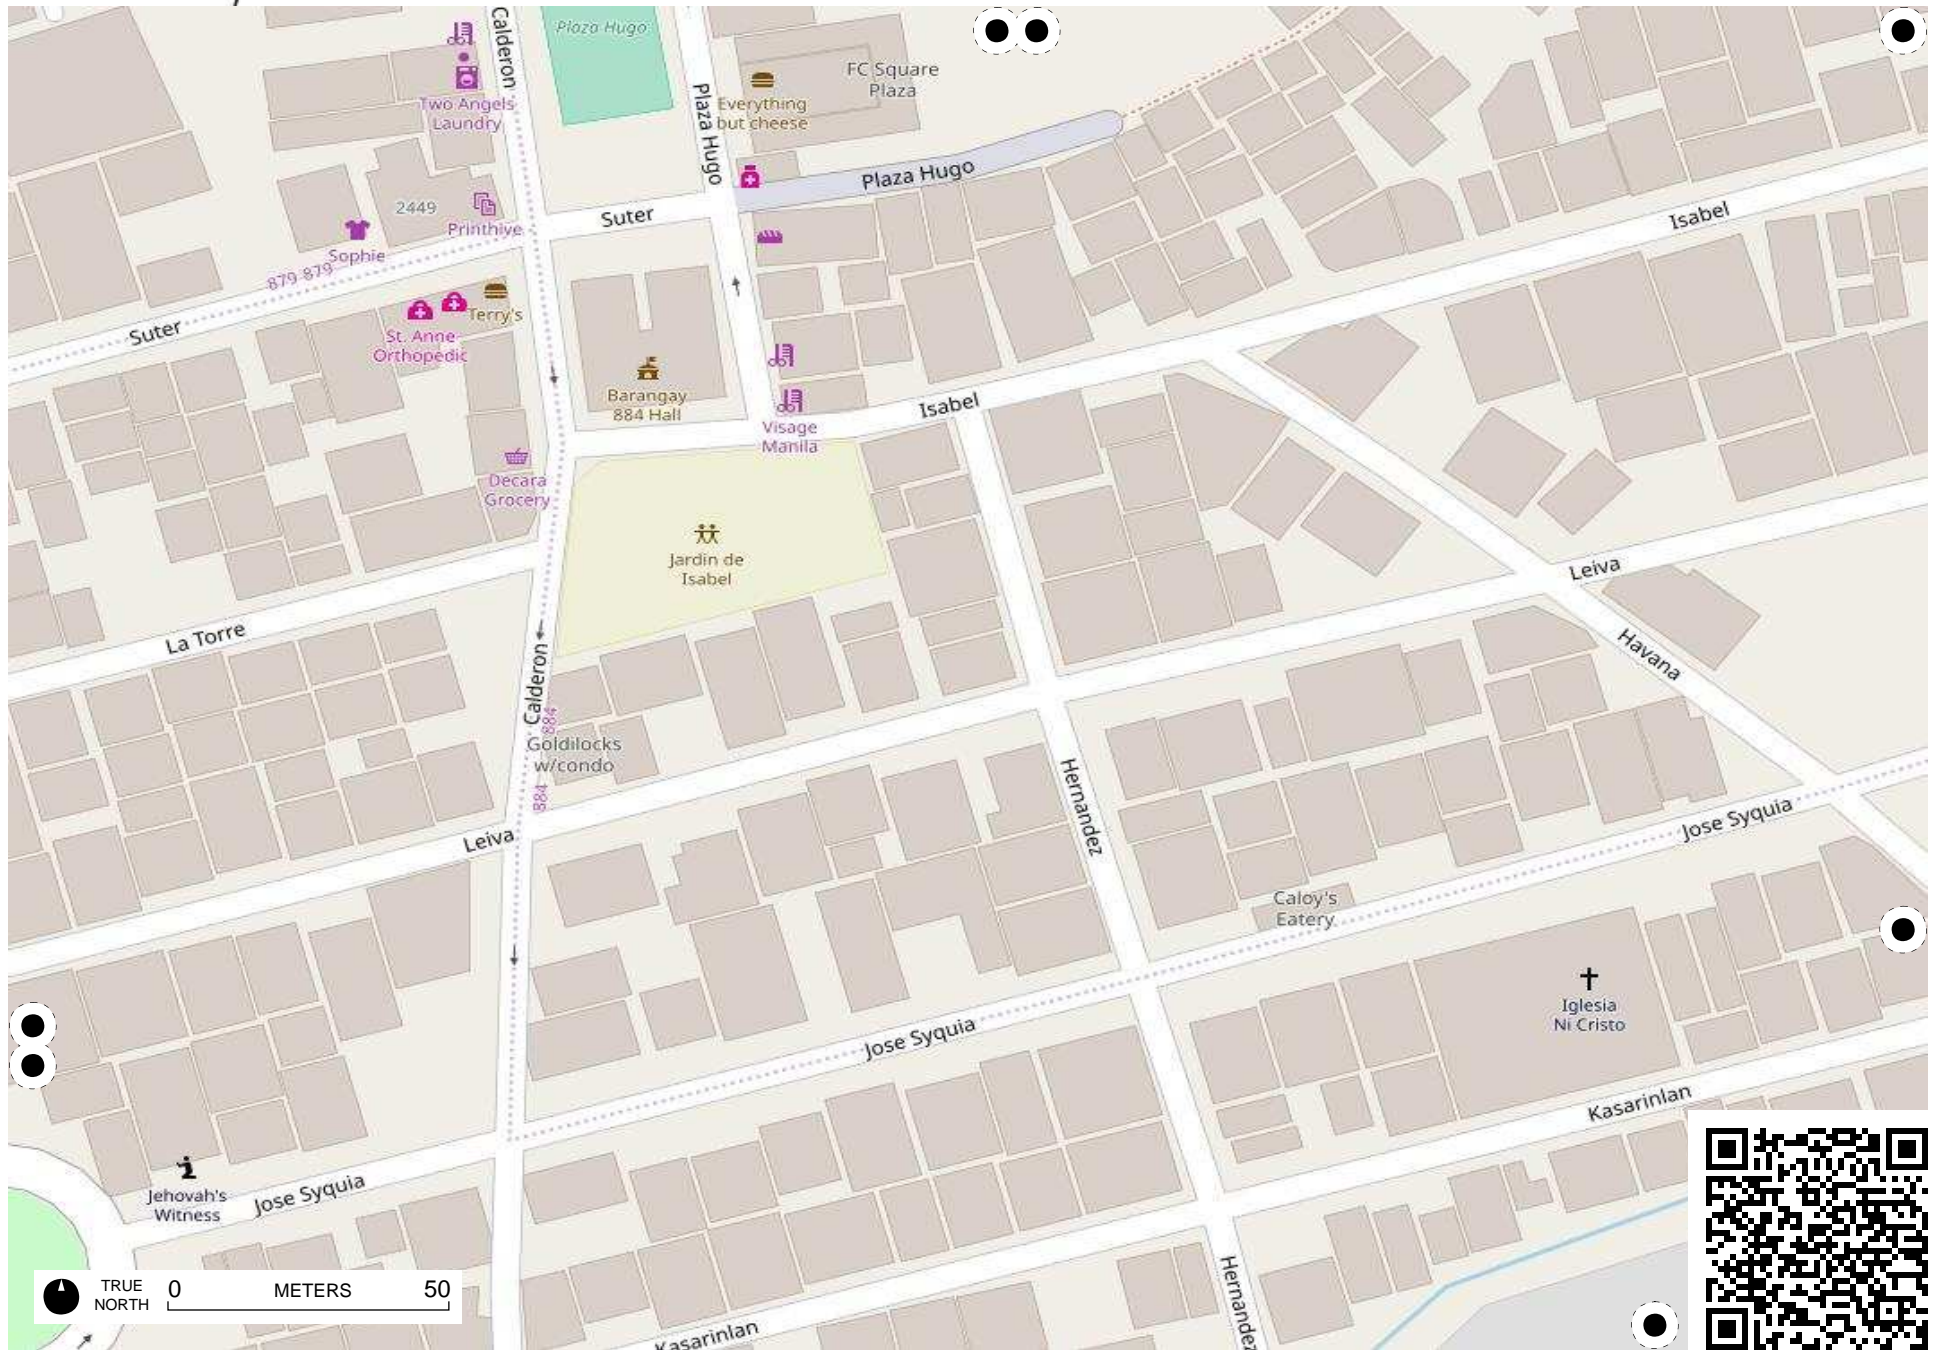 Calderon
Plaza Hugo
Plaza Hugo
Everything
but cheese
FC Square
Plaza
Two Angels
Laundry
Plaza Hugo
2449
Printhive
Suter
Isabel
Sophie
879 879
Suter
Terry's
St. Anne
Orthopedic
Barangay
884 Hall
Isabel
Visage
Manila
Decara
Grocery
Jardin de
Isabel
Leiva
La Torre
Havana
Calderon
884
Goldilocks
w/condo
884
Hernandez
Leiva
Jose Syquia
Caloy's
Eatery
Iglesia
Ni Cristo
Jose Syquia
Kasarinlan
Jehovah's
Witness
Jose Syquia
Hernandez
TRUE
NORTH
0 METERS 50
Kasarinlan